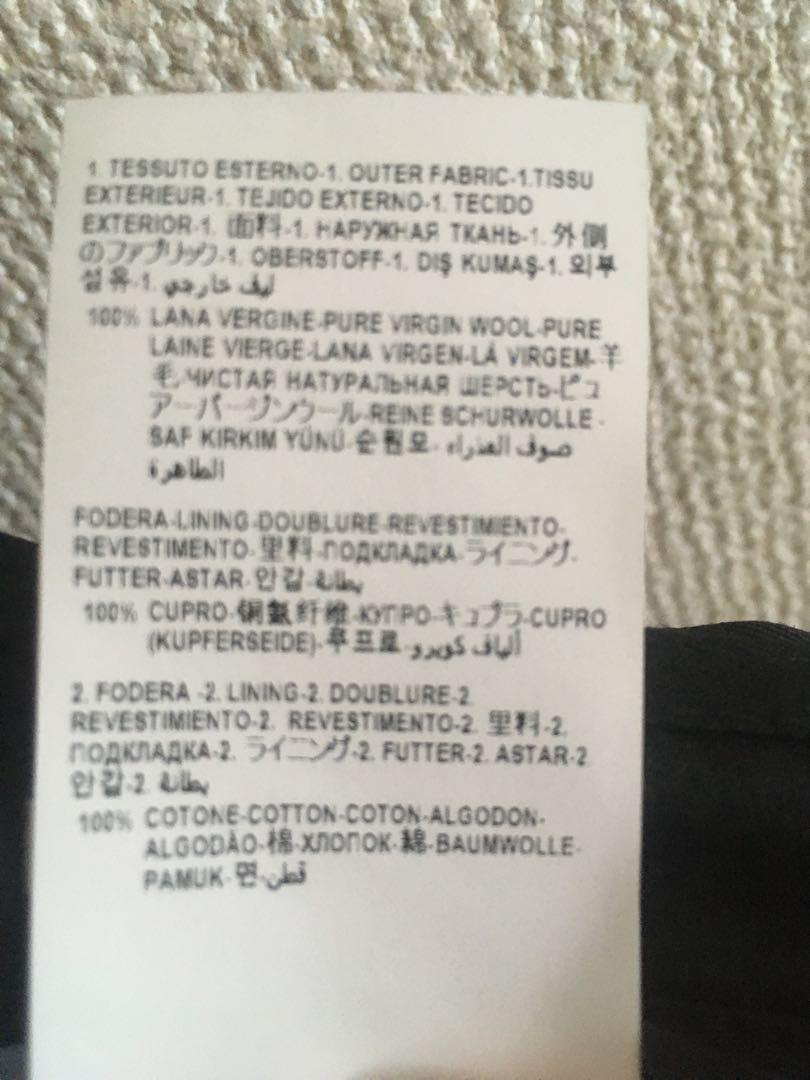 1. TESSUTO ESTERNO-1. OUTER FABRIC-1.TISSU
EXTERIEUR-1. TEJIDO EXTERNO-1. TECIDO
EXTERIOR-1. 面料-1. НАРУЖНАЯ ТКАНЬ-1. 外側
のファブリック-1. OBERSTOFF-1. DIŞ KUMAŞ-1. 외부
섬유-1. ليف خارجي
100% LANA VERGINE-PURE VIRGIN WOOL-PURE
LAINE VIERGE-LANA VIRGEN-LÃ VIRGEM-羊
毛-ЧИСТАЯ НАТУРАЛЬНАЯ ШЕРСТЬ-ピュ
アーバージンウール-REINE SCHURWOLLE-
SAF KIRKIM YÜNÜ-순원모-صوف العذراء
الطاهرة
FODERA-LINING-DOUBLURE-REVESTIMIENTO-
REVESTIMENTO-里料-ПОДКЛАДКА-ライニング-
FUTTER-ASTAR-안감-بطانة
100% CUPRO-铜氨纤维-КУПРО-キュプラ-CUPRO
(KUPFERSEIDE)-큐프로-ألياف كوبرو
2. FODERA -2. LINING-2. DOUBLURE-2.
REVESTIMIENTO-2. REVESTIMENTO-2. 里料-2.
ПОДКЛАДКА-2. ライニング-2. FUTTER-2. ASTAR-2.
안감-2. بطانة
100% COTONE-COTTON-COTON-ALGODON-
ALGODÃO-棉-ХЛОПОК-綿-BAUMWOLLE-
PAMUK-면-قطن